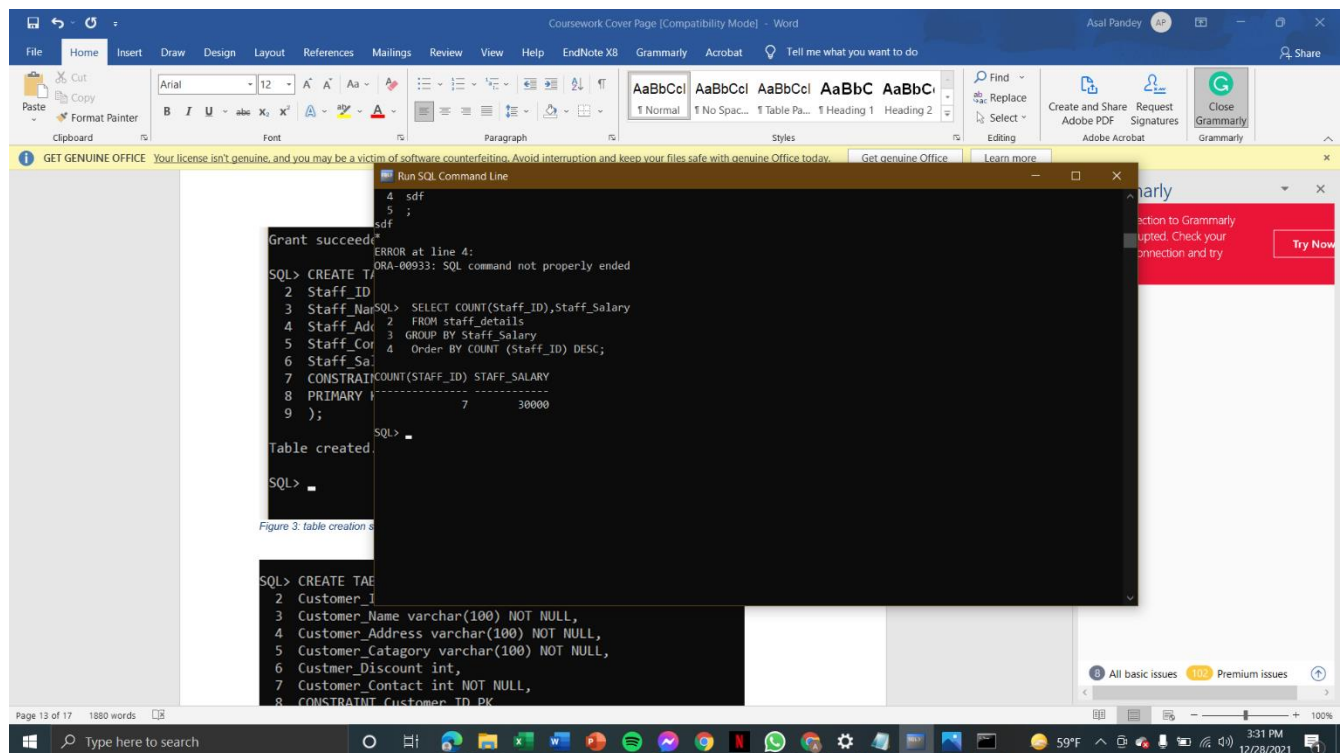 Coursework Cover Page [Compatibility Mode] - Word
Asal Pandey AP
File Home Insert Draw Design Layout References Mailings Review View Help EndNote X8 Grammarly Acrobat Tell me what you want to do Share
Paste
Cut
Copy
Format Painter
Clipboard
Arial 12
Font
Paragraph
AaBbCcI AaBbCcI AaBbCcI AaBbC AaBbC
¶ Normal ¶ No Spac... ¶ Table Pa... ¶ Heading 1 Heading 2
Styles
Find
Replace
Select
Editing
Create and Share Adobe PDF
Request Signatures
Adobe Acrobat
Close Grammarly
Grammarly
GET GENUINE OFFICE Your license isn't genuine, and you may be a victim of software counterfeiting. Avoid interruption and keep your files safe with genuine Office today. Get genuine Office Learn more
Run SQL Command Line
4 sdf
5 ;
sdf
*
ERROR at line 4:
ORA-00933: SQL command not properly ended
SQL> SELECT COUNT(Staff_ID),Staff_Salary
2 FROM staff_details
3 GROUP BY Staff_Salary
4 Order BY COUNT (Staff_ID) DESC;
COUNT(STAFF_ID) STAFF_SALARY
--------------- ------------
7 30000
SQL>
Grant succeede
SQL> CREATE TA
2 Staff_ID
3 Staff_Nam
4 Staff_Add
5 Staff_Con
6 Staff_Sal
7 CONSTRAIN
8 PRIMARY K
9 );
Table created.
SQL>
Figure 3: table creation s
SQL> CREATE TAB
2 Customer_I
3 Customer_Name varchar(100) NOT NULL,
4 Customer_Address varchar(100) NOT NULL,
5 Customer_Catagory varchar(100) NOT NULL,
6 Custmer_Discount int,
7 Customer_Contact int NOT NULL,
8 CONSTRAINT Customer_ID_PK
narly
ection to Grammarly
upted. Check your
onnection and try
Try Now
8 All basic issues 102 Premium issues
Page 13 of 17 1880 words
100%
Type here to search
59°F
3:31 PM
12/28/2021